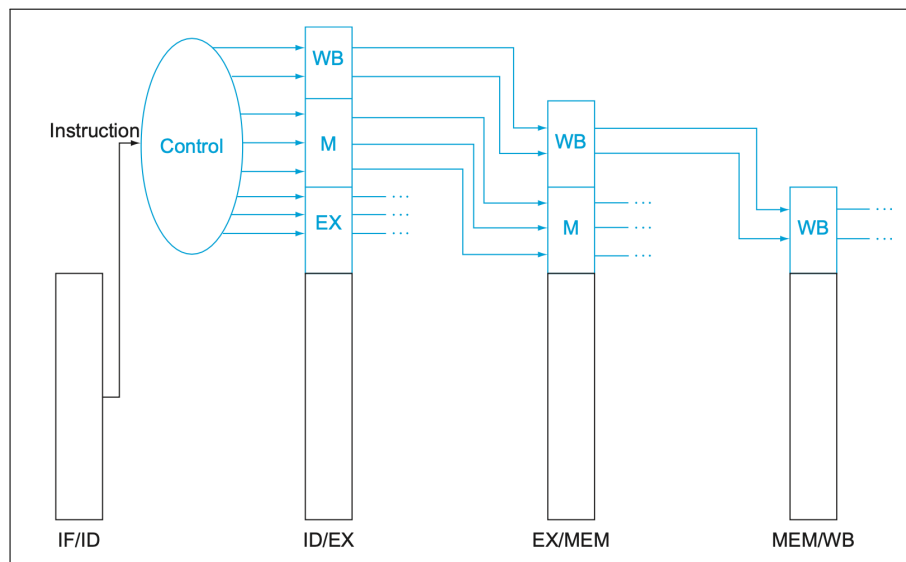 Instruction
Control
WB
M
EX
...
...
...
WB
M
...
...
...
WB
...
...
IF/ID
ID/EX
EX/MEM
MEM/WB